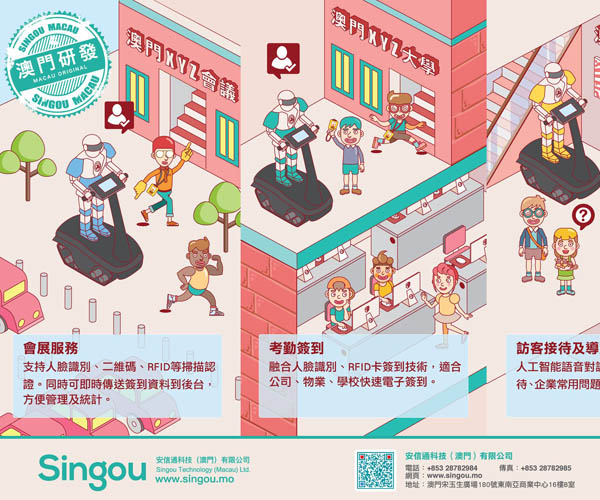 SINGOU MACAU
澳門研發
MACAU ORIGINAL
SINGOU MACAU
澳門XYZ會議
澳門XYZ大學
會展服務
支持人臉識別、二維碼、RFID等掃描認
證。同時可即時傳送簽到資料到後台，
方便管理及統計。
考勤簽到
融合人臉識別、RFID卡簽到技術，適合
公司、物業、學校快速電子簽到。
?
訪客接待及導
人工智能語音對話
待、企業常用問題
Singou
安信通科技（澳門）有限公司
Singou Technology (Macau) Ltd.
www.singou.mo
安信通科技（澳門）有限公司
電話：+853 28782984 傳真：+853 28782985
網頁：www.singou.mo
地址：澳門宋玉生廣場180號東南亞商業中心16樓B室